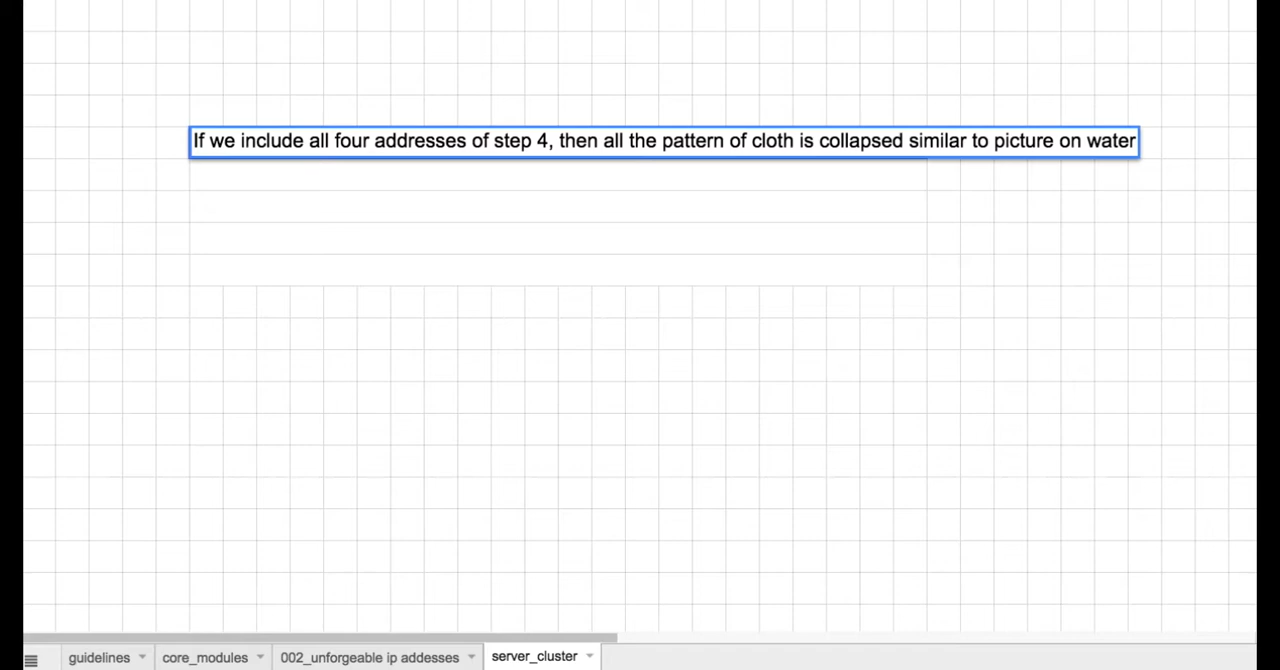 If we include all four addresses of step 4, then all the pattern of cloth is collapsed similar to picture on water
guidelines core_modules 002_unforgeable ip addesses server_cluster